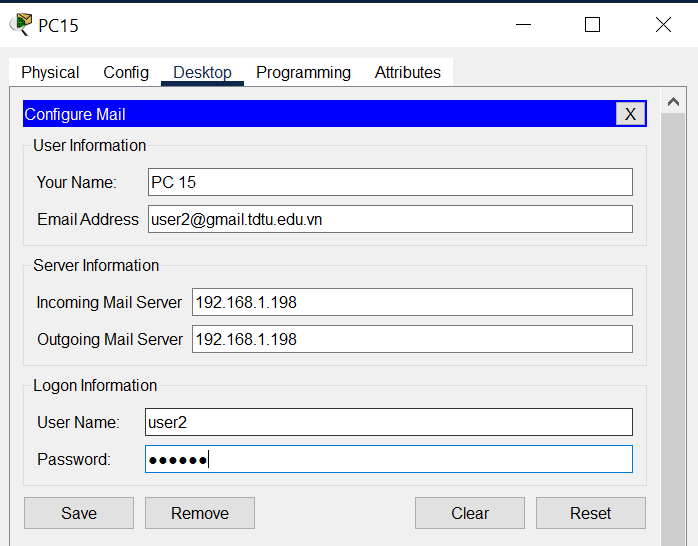 PC15
Physical Config Desktop Programming Attributes
Configure Mail X
User Information
Your Name: PC 15
Email Address user2@gmail.tdtu.edu.vn
Server Information
Incoming Mail Server 192.168.1.198
Outgoing Mail Server 192.168.1.198
Logon Information
User Name: user2
Password: ●●●●●●
Save Remove Clear Reset